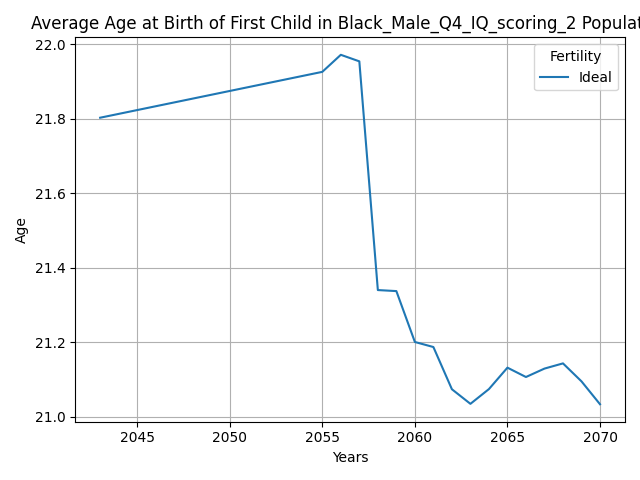 Average Age at Birth of First Child in Black_Male_Q4_IQ_scoring_2 Populat
Fertility
Ideal
22.0
21.8
21.6
21.4
21.2
21.0
Age
2045 2050 2055 2060 2065 2070
Years